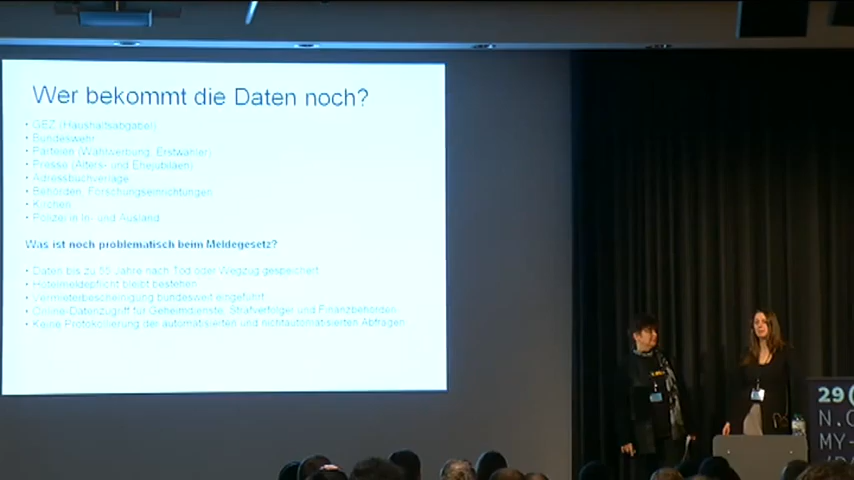 Wer bekommt die Daten noch?
• GEZ (Haushaltsabgabe!)
• Bundeswehr
• Parteien (Wahlwerbung, Erstwähler)
• Presse (Alters- und Ehejubiläen)
• Adressbuchverlage
• Behörden, Forschungseinrichtungen
• Kirchen
• Polizei in In- und Ausland
Was ist noch problematisch beim Meldegesetz?
• Daten bis zu 55 Jahre nach Tod oder Wegzug gespeichert
• Hotelmeldepflicht bleibt bestehen
• Vermieterbescheinigung bundesweit eingeführt
• Online-Datenzugriff für Geheimdienste, Strafverfolger und Finanzbehörden
• Keine Protokollierung der automatisierten und nichtautomatisierten Abfragen
29
N.
MY-